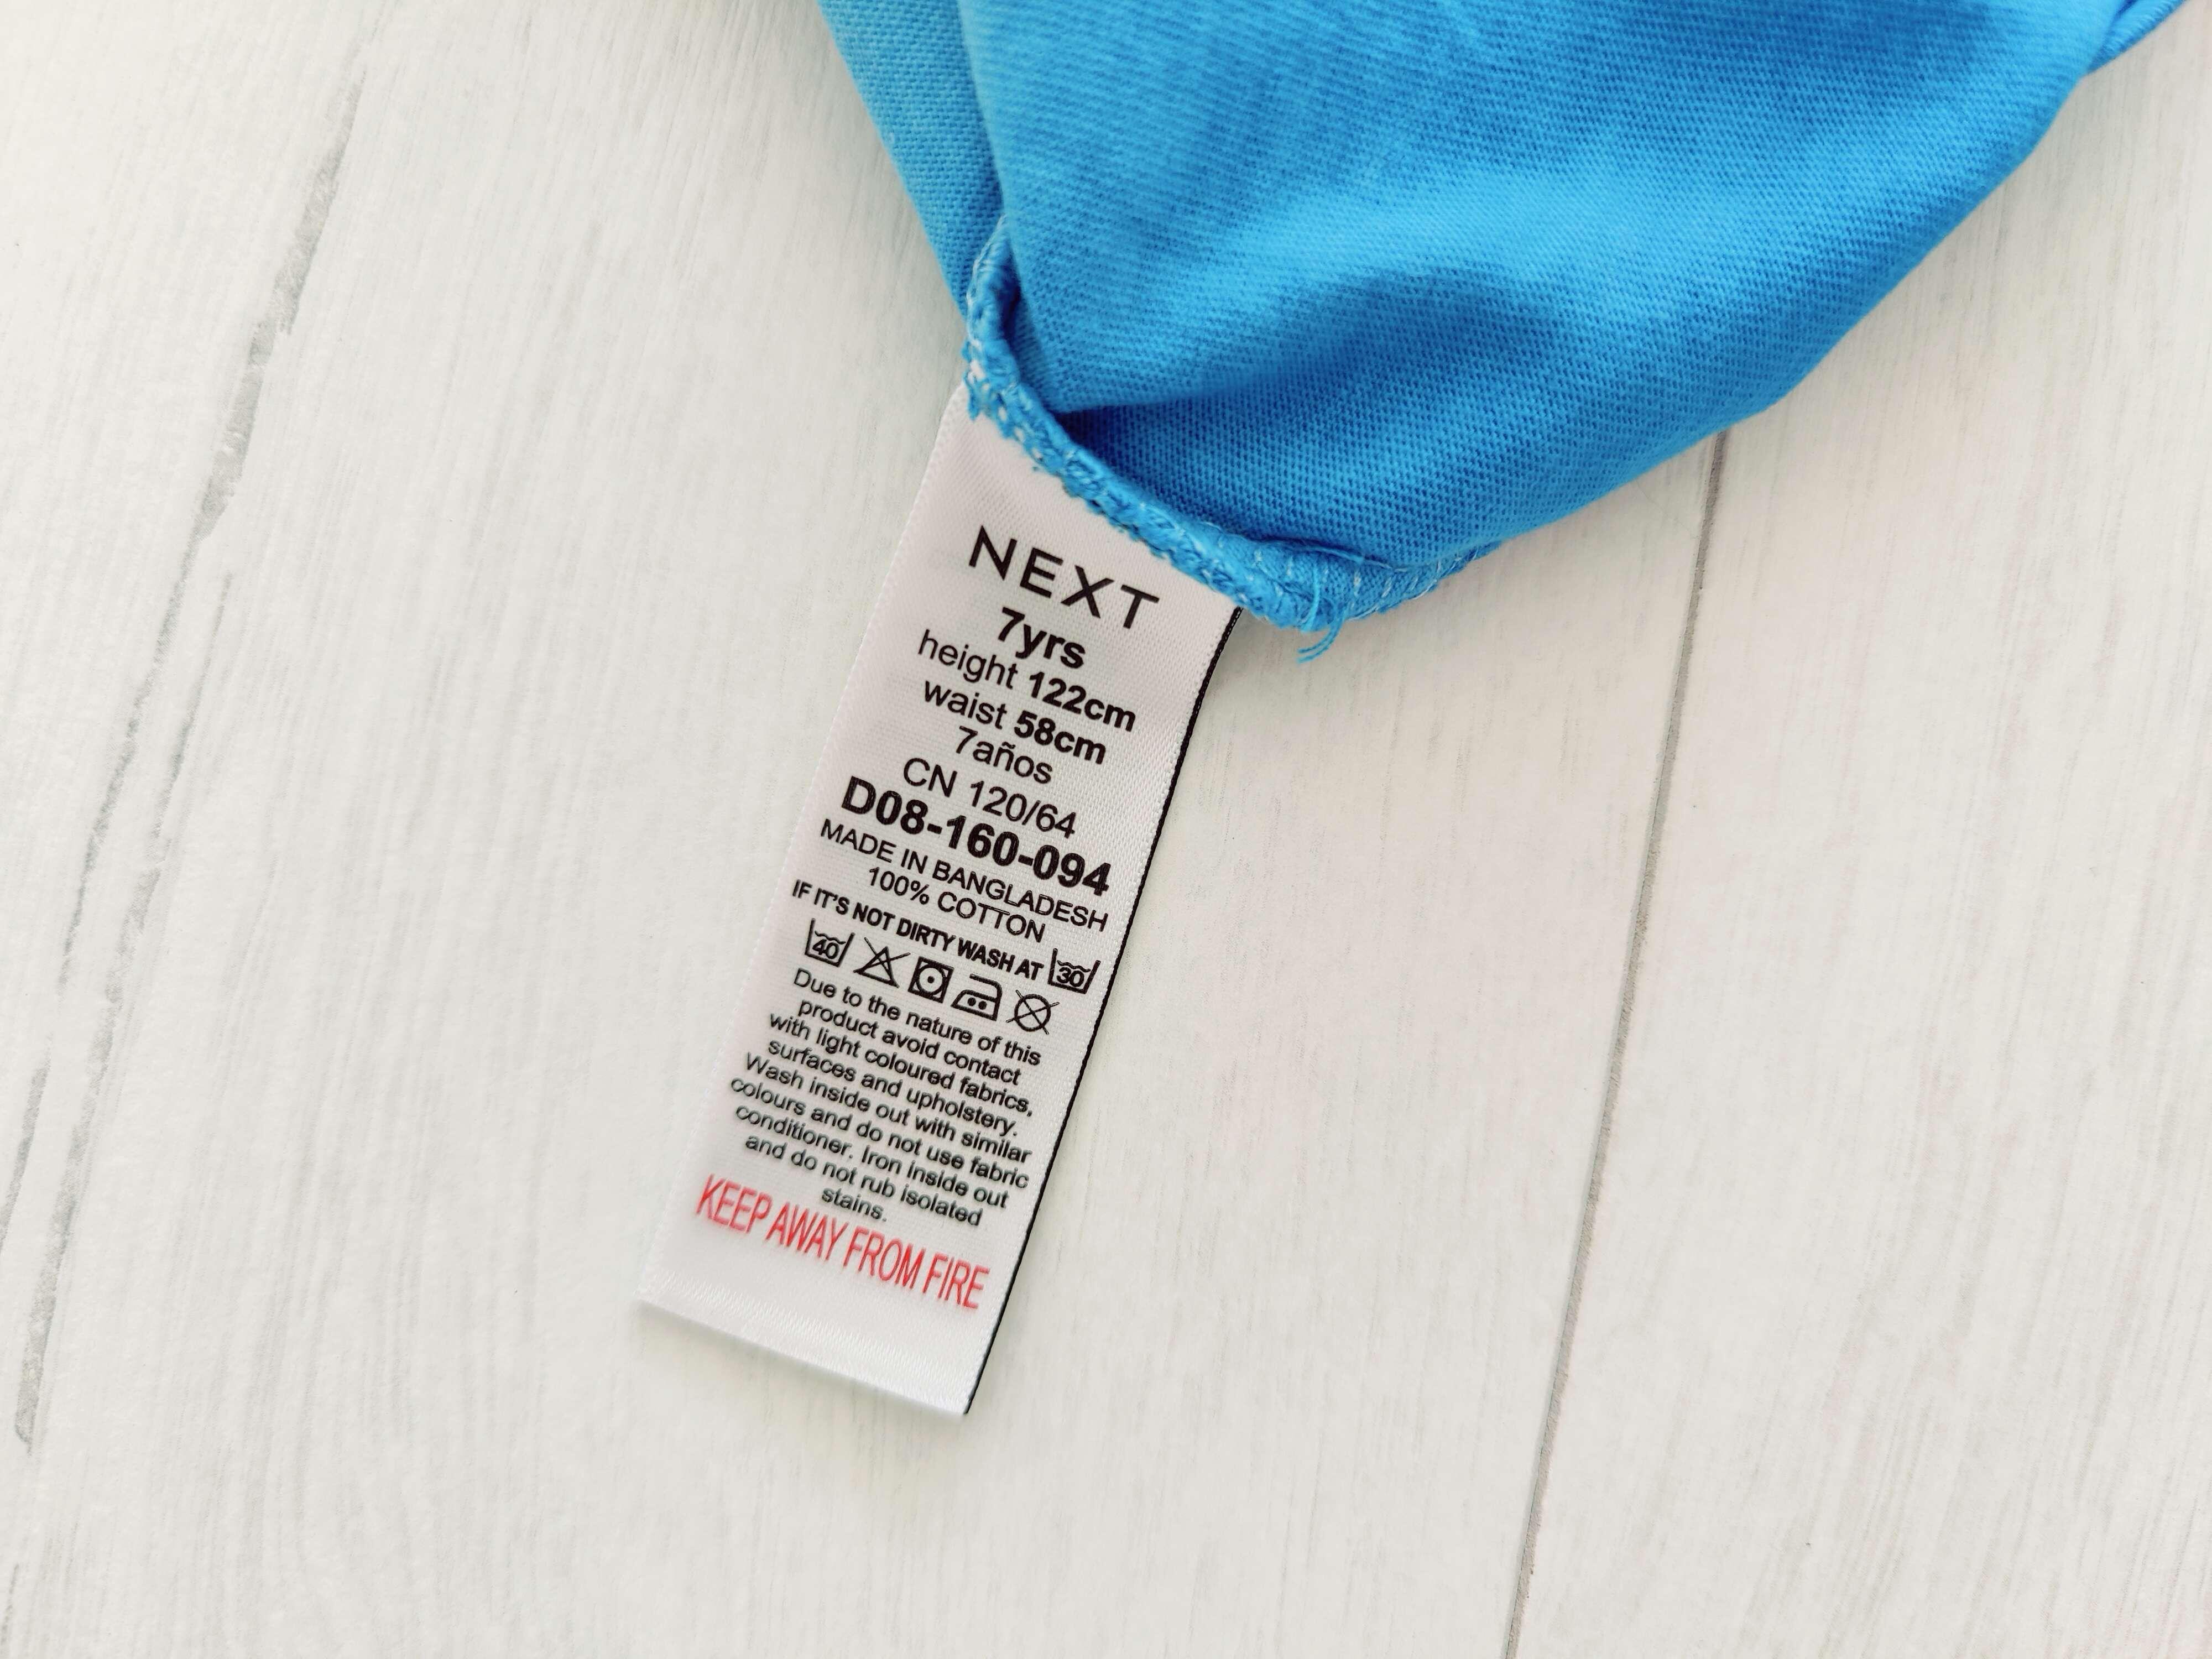 NEXT
7yrs
height 122cm
waist 58cm
7años
CN 120/64
D08-160-094
MADE IN BANGLADESH
100% COTTON
IF IT'S NOT DIRTY WASH AT 30
40
Due to the nature of this
product avoid contact
with light coloured fabrics,
surfaces and upholstery.
Wash inside out with similar
colours and do not use fabric
conditioner. Iron inside out
and do not rub isolated
stains.
KEEP AWAY FROM FIRE